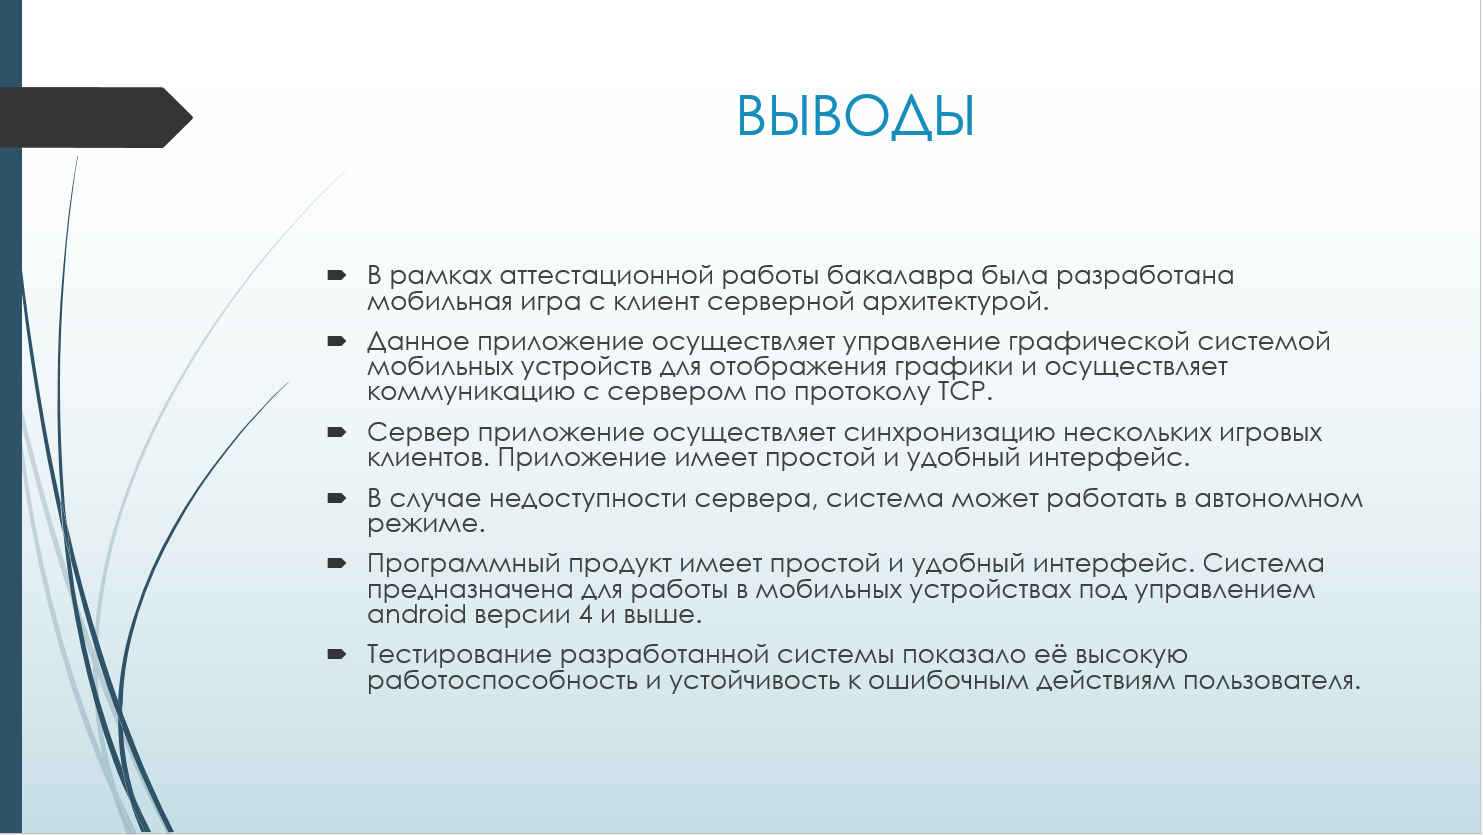 ВЫВОДЫ
В рамках аттестационной работы бакалавра была разработана
мобильная игра с клиент серверной архитектурой.
Данное приложение осуществляет управление графической системой
мобильных устройств для отображения графики и осуществляет
коммуникацию с сервером по протоколу TCP.
Сервер приложение осуществляет синхронизацию нескольких игровых
клиентов. Приложение имеет простой и удобный интерфейс.
В случае недоступности сервера, система может работать в автономном
режиме.
Программный продукт имеет простой и удобный интерфейс. Система
предназначена для работы в мобильных устройствах под управлением
android версии 4 и выше.
Тестирование разработанной системы показало её высокую
работоспособность и устойчивость к ошибочным действиям пользователя.